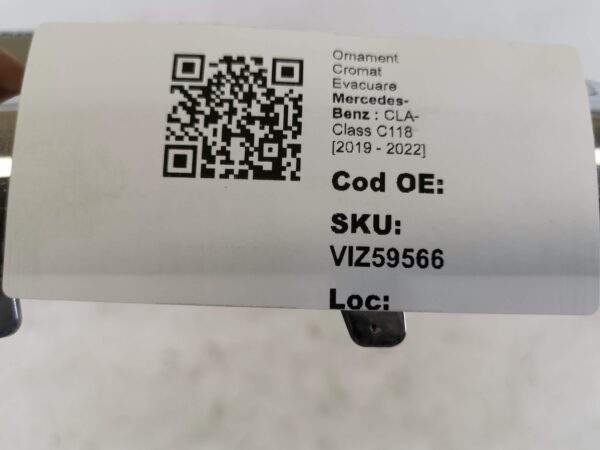 Ornament
Cromat
Evacuare
Mercedes-
Benz : CLA-
Class C118
[2019 - 2022]
Cod OE:
SKU:
VIZ59566
Loc: